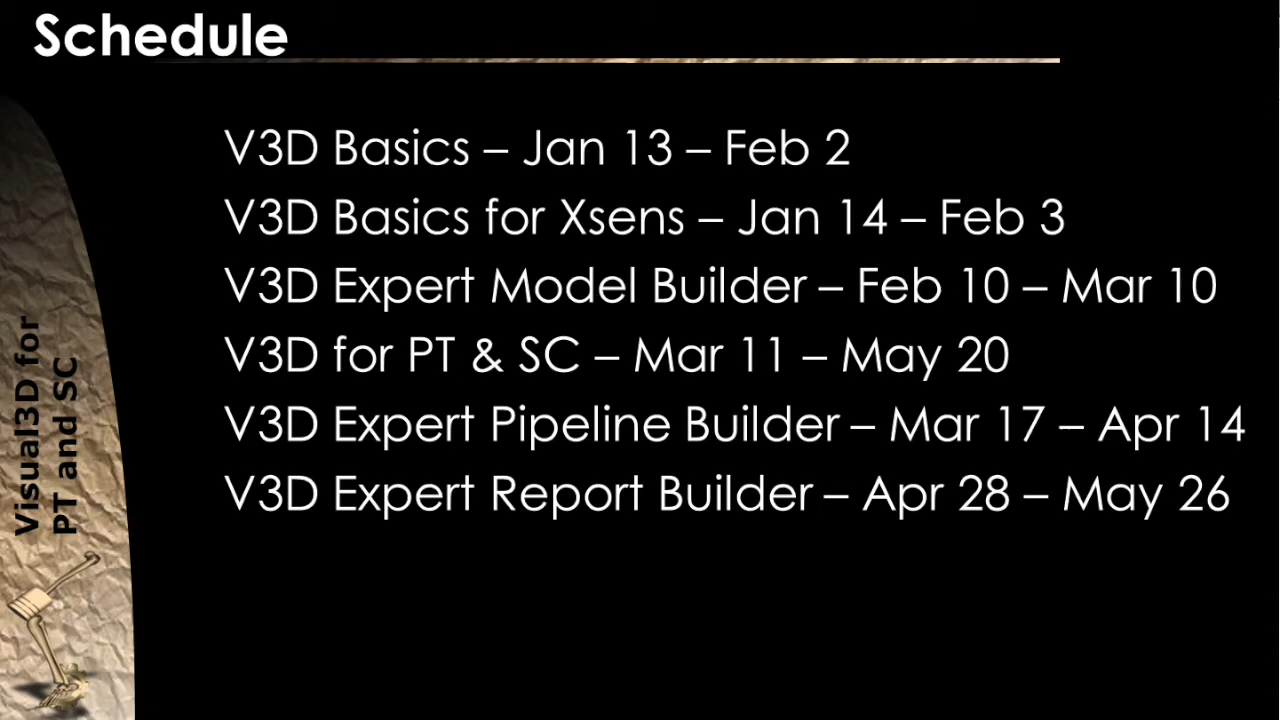 Schedule
V3D Basics – Jan 13 – Feb 2
V3D Basics for Xsens – Jan 14 – Feb 3
V3D Expert Model Builder – Feb 10 – Mar 10
V3D for PT & SC – Mar 11 – May 20
V3D Expert Pipeline Builder – Mar 17 – Apr 14
V3D Expert Report Builder – Apr 28 – May 26
Visual3D for
PT and SC